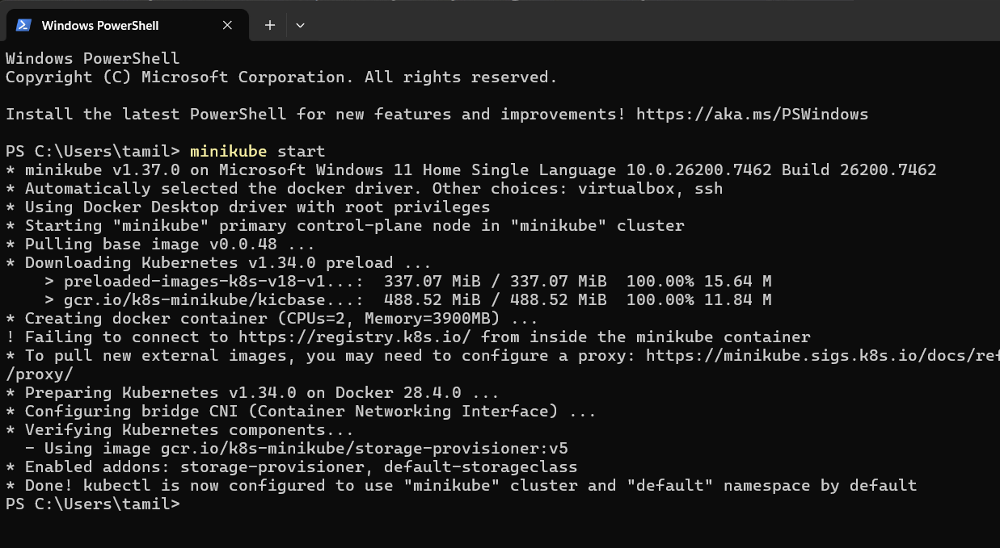 Windows PowerShell
Windows PowerShell
Copyright (C) Microsoft Corporation. All rights reserved.
Install the latest PowerShell for new features and improvements! https://aka.ms/PSWindows
PS C:\Users\tamil> minikube start
* minikube v1.37.0 on Microsoft Windows 11 Home Single Language 10.0.26200.7462 Build 26200.7462
* Automatically selected the docker driver. Other choices: virtualbox, ssh
* Using Docker Desktop driver with root privileges
* Starting "minikube" primary control-plane node in "minikube" cluster
* Pulling base image v0.0.48 ...
* Downloading Kubernetes v1.34.0 preload ...
    > preloaded-images-k8s-v18-v1...:  337.07 MiB / 337.07 MiB  100.00% 15.64 M
    > gcr.io/k8s-minikube/kicbase...:  488.52 MiB / 488.52 MiB  100.00% 11.84 M
* Creating docker container (CPUs=2, Memory=3900MB) ...
! Failing to connect to https://registry.k8s.io/ from inside the minikube container
* To pull new external images, you may need to configure a proxy: https://minikube.sigs.k8s.io/docs/ref
/proxy/
* Preparing Kubernetes v1.34.0 on Docker 28.4.0 ...
* Configuring bridge CNI (Container Networking Interface) ...
* Verifying Kubernetes components...
  - Using image gcr.io/k8s-minikube/storage-provisioner:v5
* Enabled addons: storage-provisioner, default-storageclass
* Done! kubectl is now configured to use "minikube" cluster and "default" namespace by default
PS C:\Users\tamil>